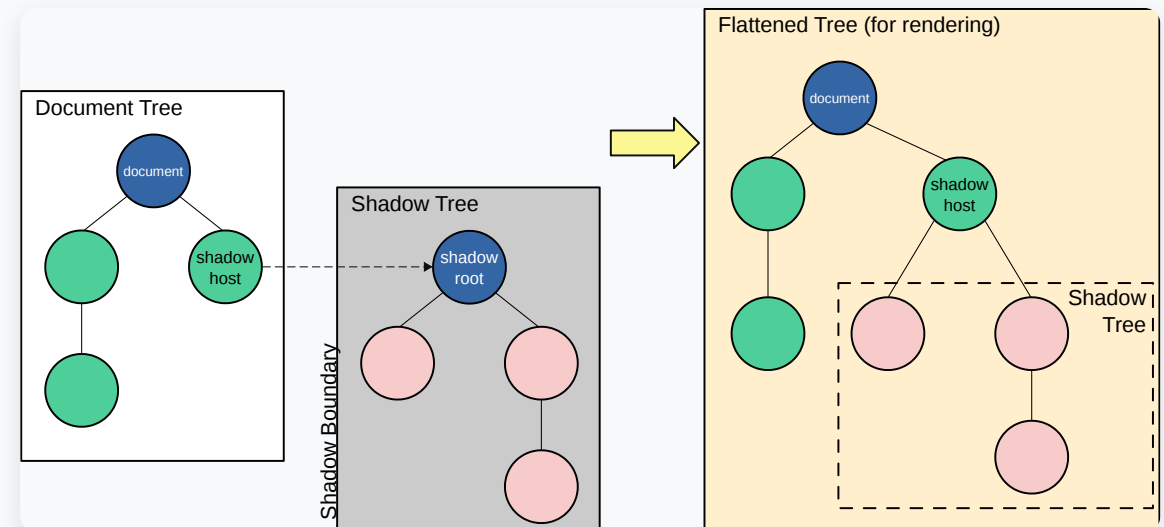 Document Tree
document
shadow
host
Shadow Tree
shadow
root
Shadow Boundary
Flattened Tree (for rendering)
document
shadow
host
Shadow
Tree